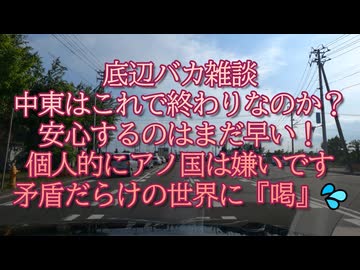 底辺バカ雑談
中東はこれで終わりなのか？
安心するのはまだ早い！
個人的にアノ国は嫌いです
矛盾だらけの世界に『喝』💦